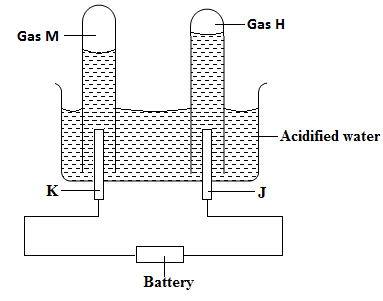 Gas H
Gas M
Acidified water
K
J
Battery